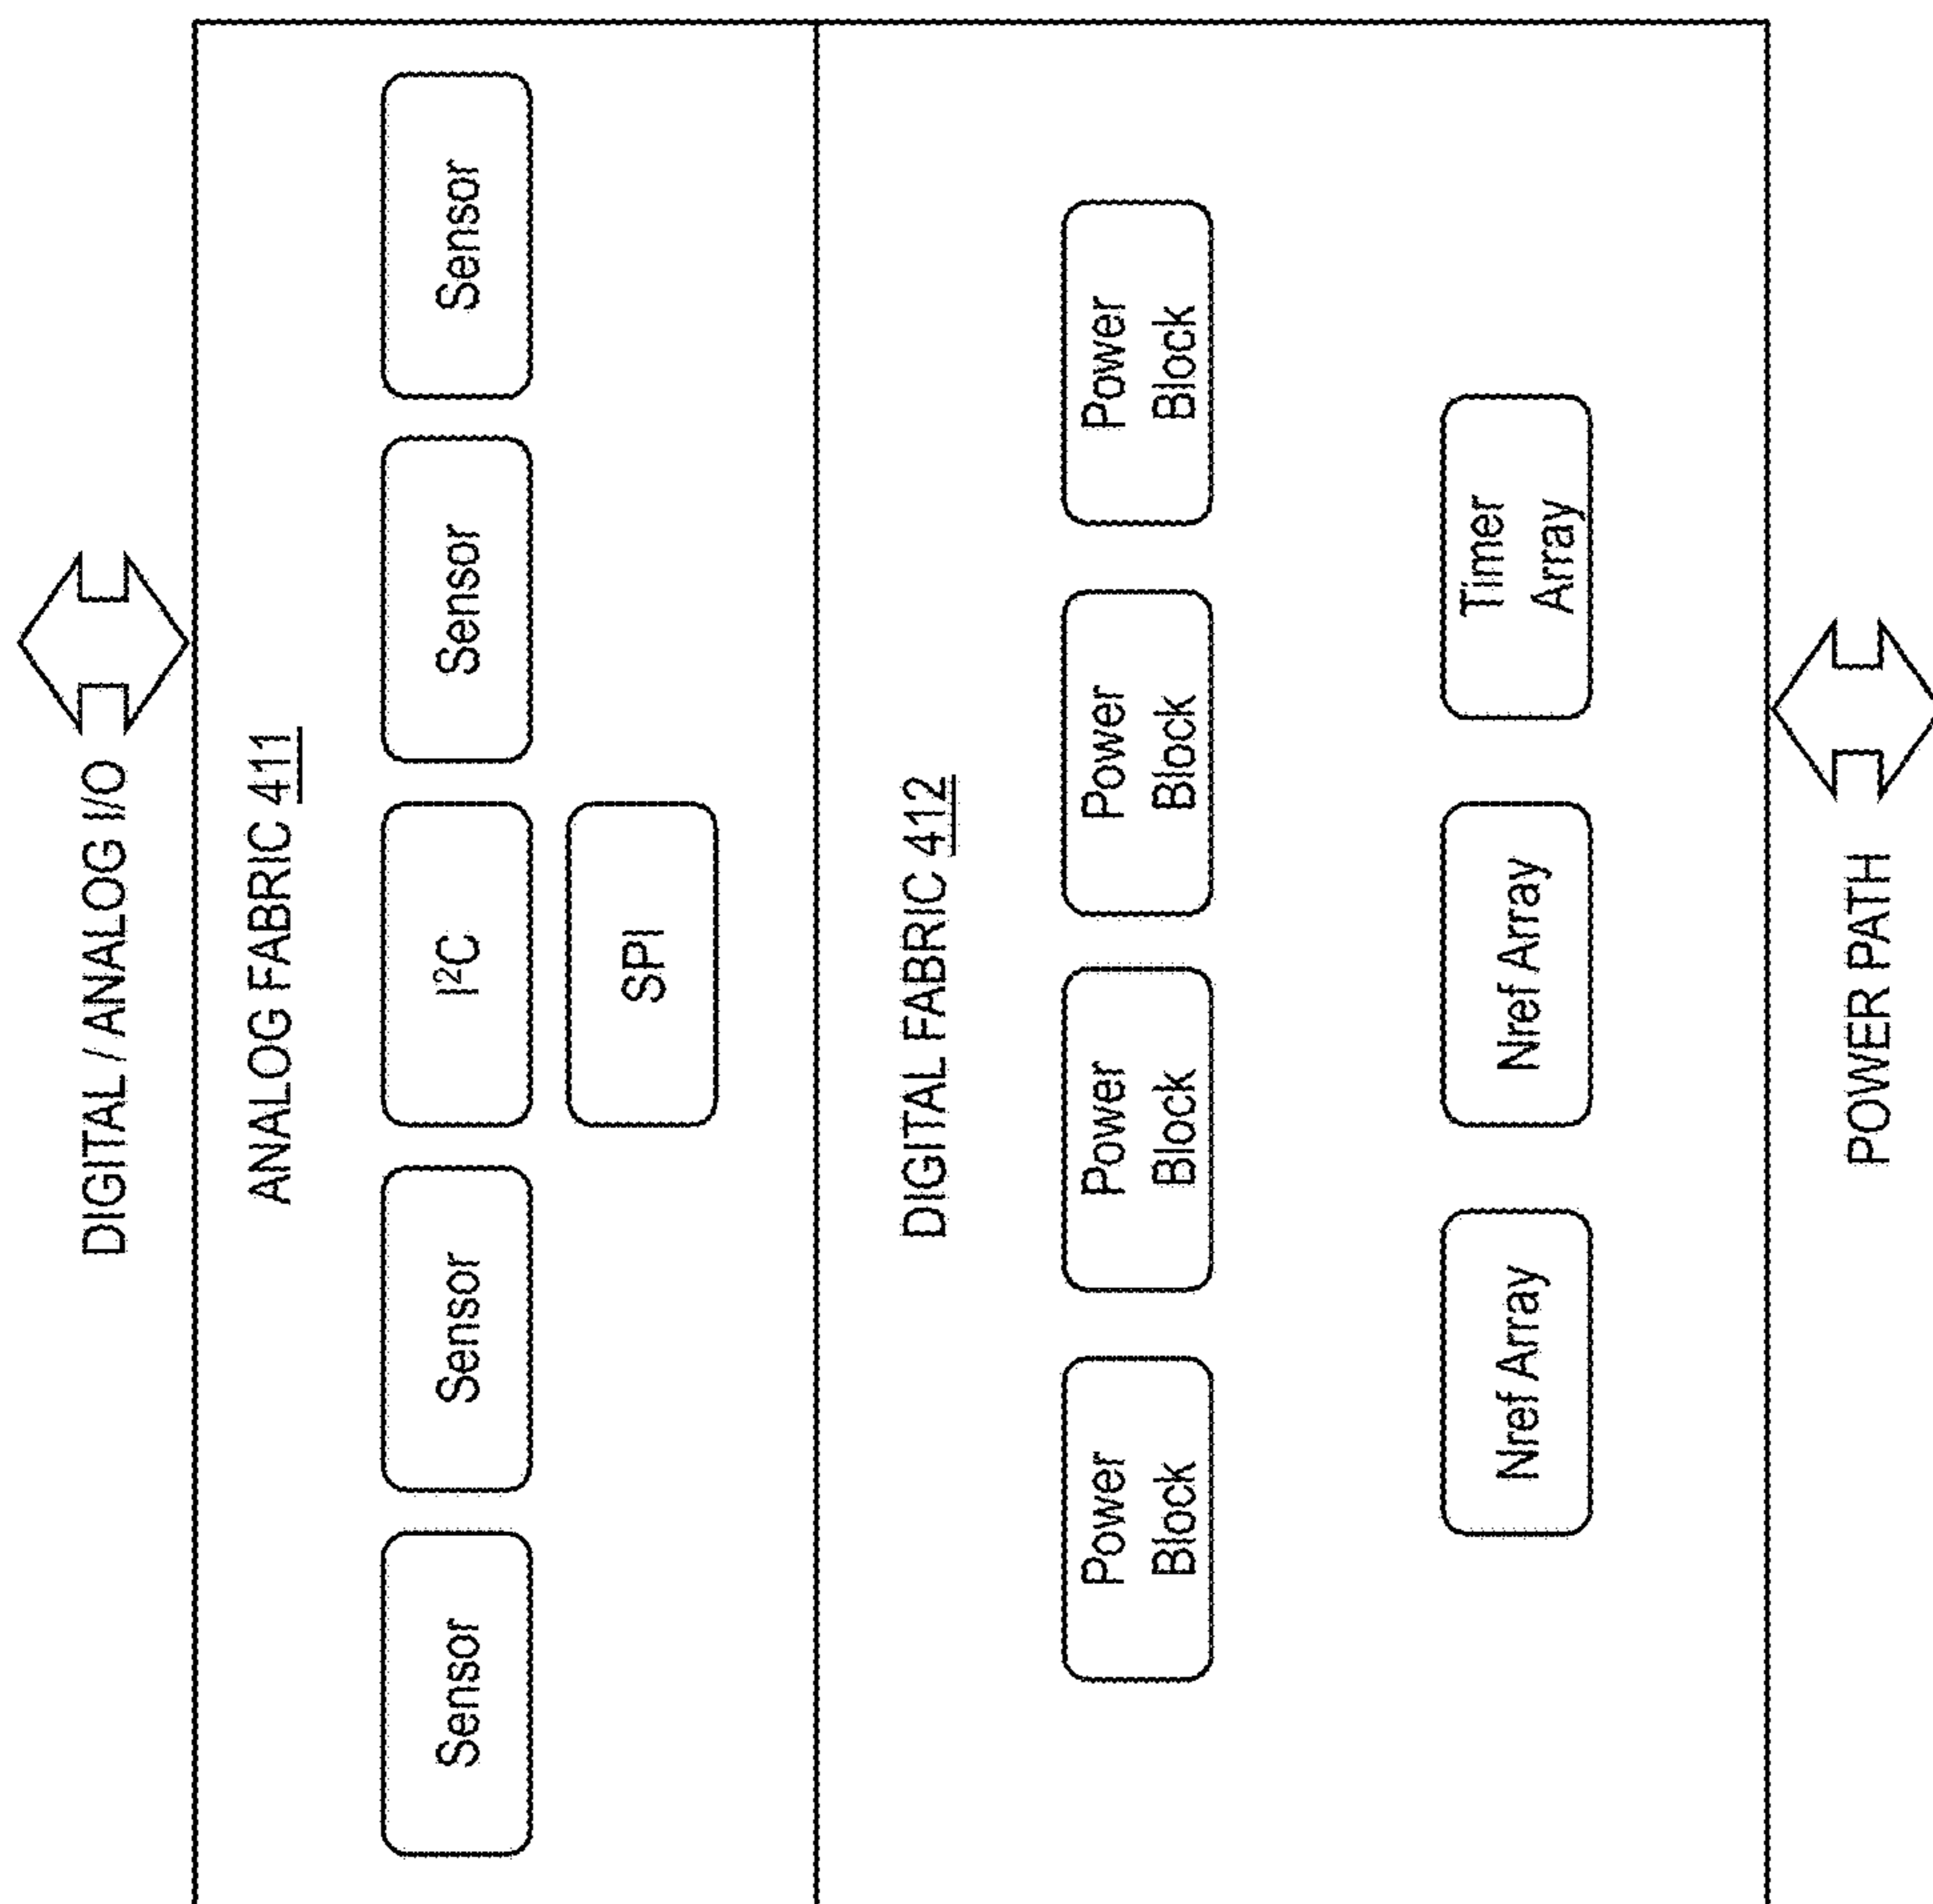 DIGITAL / ANALOG I/O
ANALOG FABRIC 411
Sensor
Sensor
I²C
Sensor
Sensor
SPI
DIGITAL FABRIC 412
Power
Block
Power
Block
Power
Block
Power
Block
Nref Array
Nref Array
Timer
Array
POWER PATH